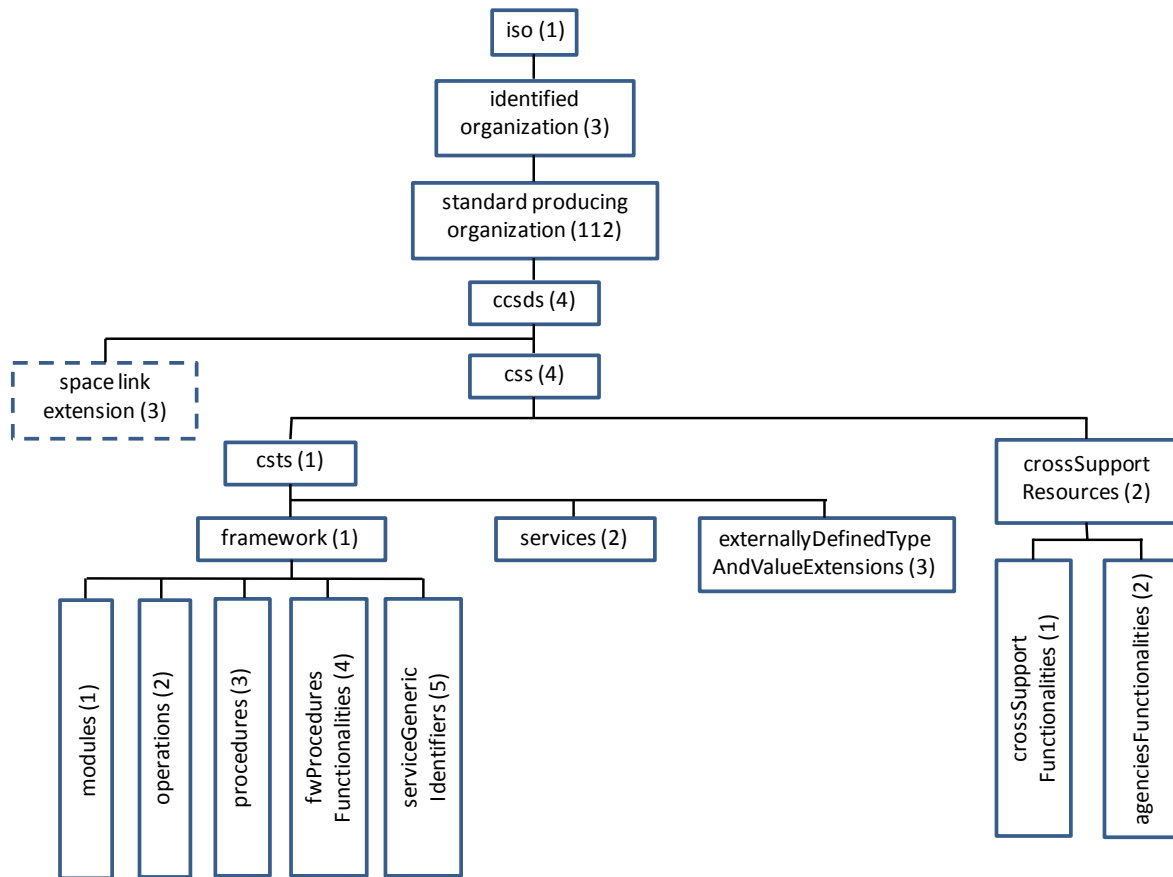 iso (1)
identified
organization (3)
standard producing
organization (112)
ccsds (4)
space link
extension (3)
css (4)
csts (1)
crossSupport
Resources (2)
framework (1)
services (2)
externallyDefinedType
AndValueExtensions (3)
modules (1)
operations (2)
procedures (3)
fwProcedures
Functionalities (4)
serviceGeneric
Identifiers (5)
crossSupport
Functionalities (1)
agenciesFunctionalities (2)